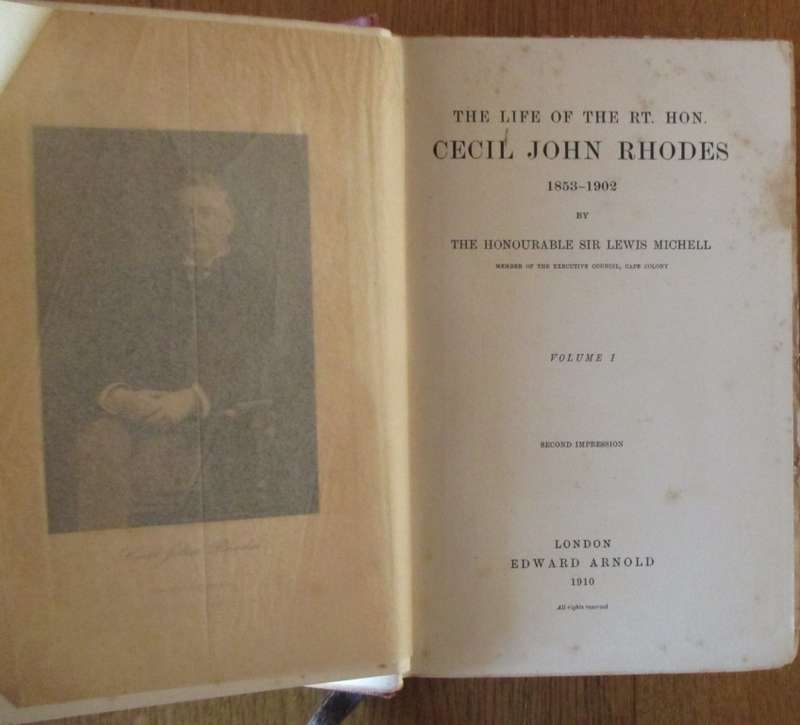 THE LIFE OF THE RT. HON.
CECIL JOHN RHODES
1853–1902
BY
THE HONOURABLE SIR LEWIS MICHELL
MEMBER OF THE EXECUTIVE COUNCIL, CAPE COLONY
VOLUME I
SECOND IMPRESSION
LONDON
EDWARD ARNOLD
1910
All rights reserved